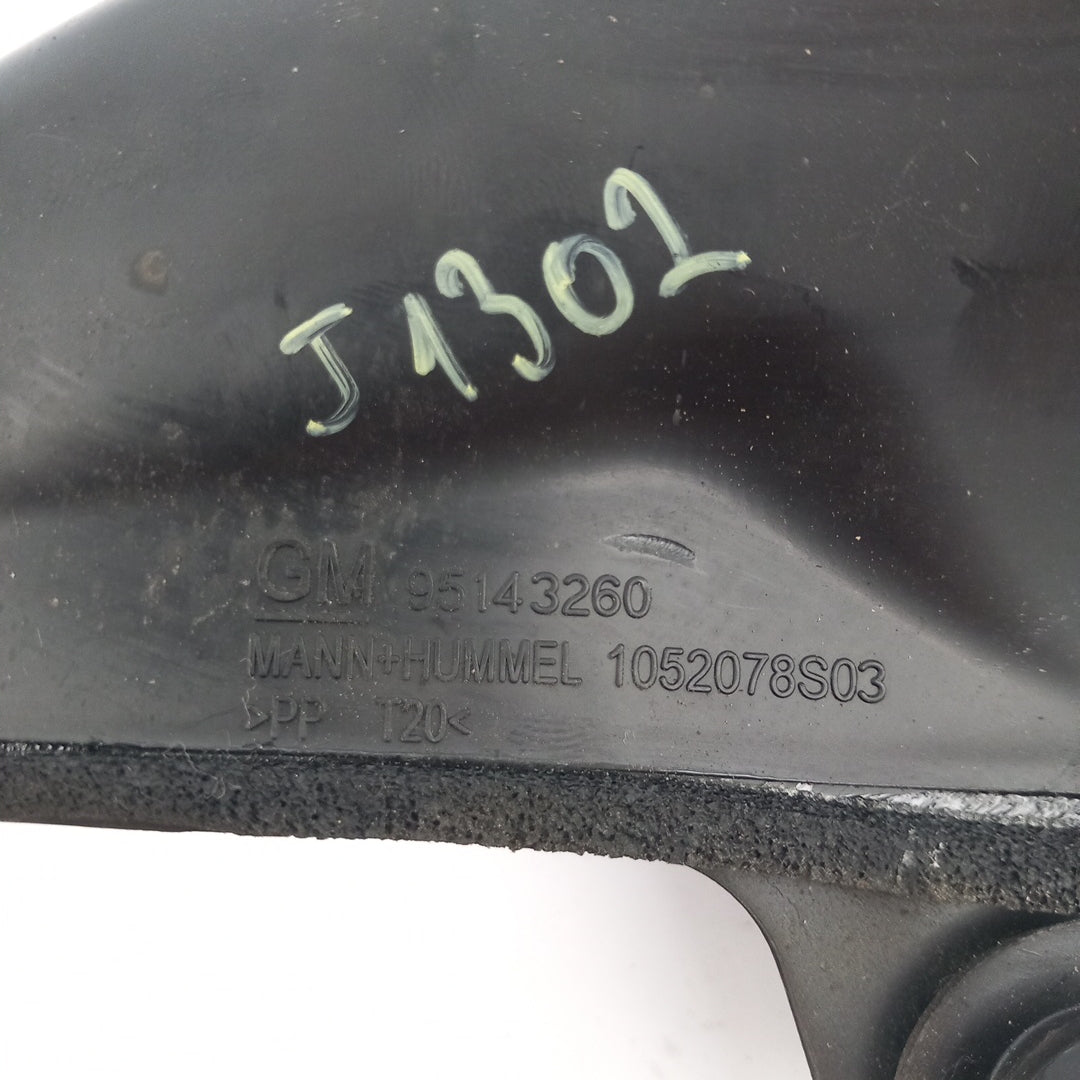 J1302
GM 95143260
MANN+HUMMEL 1052078S03
>PP T20<